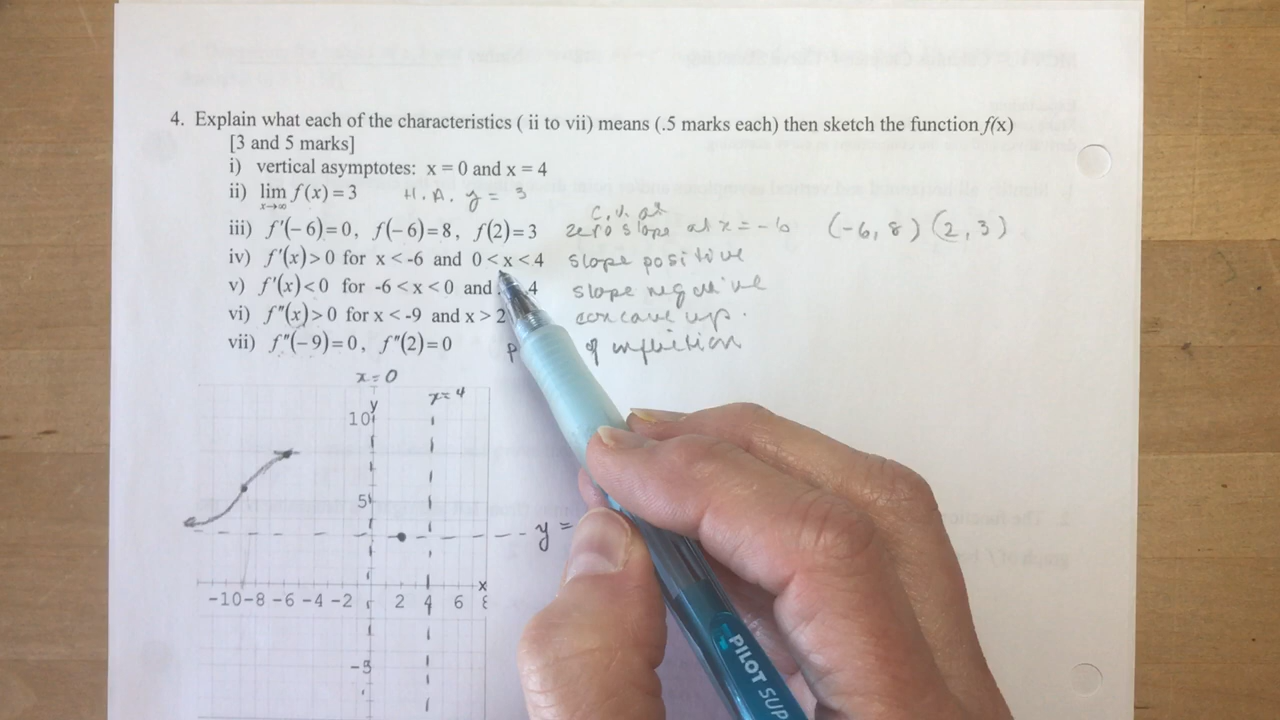 4. Explain what each of the characteristics ( ii to vii) means (.5 marks each) then sketch the function f(x)
[3 and 5 marks]
i) vertical asymptotes: x = 0 and x = 4
ii) lim x→∞ f(x) = 3 H.A. y = 3
c.v. at
iii) f'(−6)=0, f(−6)=8, f(2)=3 zero slope at x = −6 (−6, 8) (2, 3)
iv) f'(x)>0 for x < -6 and 0 < x < 4 slope positive
v) f'(x)<0 for -6 < x < 0 and 4 slope negative
vi) f"(x)>0 for x < -9 and x > 2 concave up.
vii) f"(−9)=0, f"(2)=0 p of
x=0
x=4
y
10
5
y =
x
-10 -8 -6 -4 -2 2 4 6 8
-5
PILOT SUP